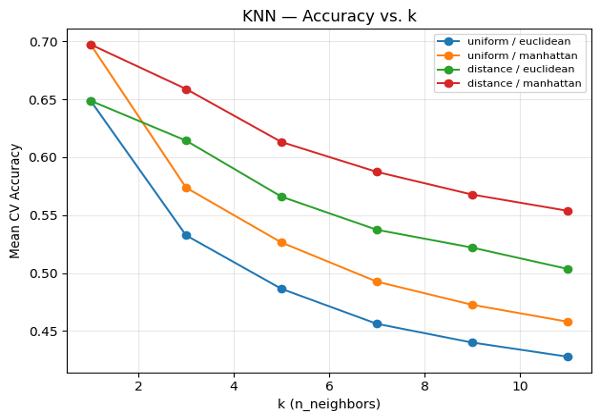 KNN — Accuracy vs. k
uniform / euclidean
uniform / manhattan
distance / euclidean
distance / manhattan
Mean CV Accuracy
0.70
0.65
0.60
0.55
0.50
0.45
2 4 6 8 10
k (n_neighbors)